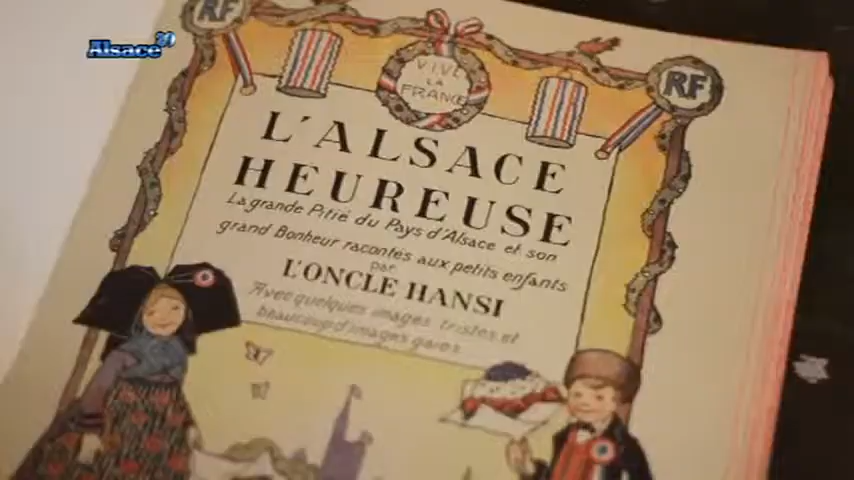 Alsace 20
RF
VIVE
LA
FRANCE
RF
L'ALSACE
HEUREUSE
La grande Pitié du Pays d'Alsace et son
grand Bonheur racontés aux petits enfants
par
L'ONCLE HANSI
Avec quelques images tristes et
beaucoup d'images gaies